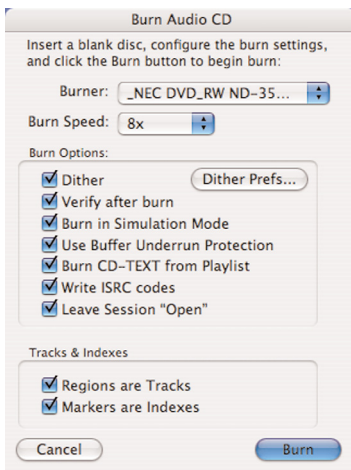 Burn Audio CD
Insert a blank disc, configure the burn settings,
and click the Burn button to begin burn:
Burner: _NEC DVD_RW ND-35...
Burn Speed: 8x
Burn Options:
Dither Dither Prefs...
Verify after burn
Burn in Simulation Mode
Use Buffer Underrun Protection
Burn CD-TEXT from Playlist
Write ISRC codes
Leave Session “Open”
Tracks & Indexes
Regions are Tracks
Markers are Indexes
Cancel Burn